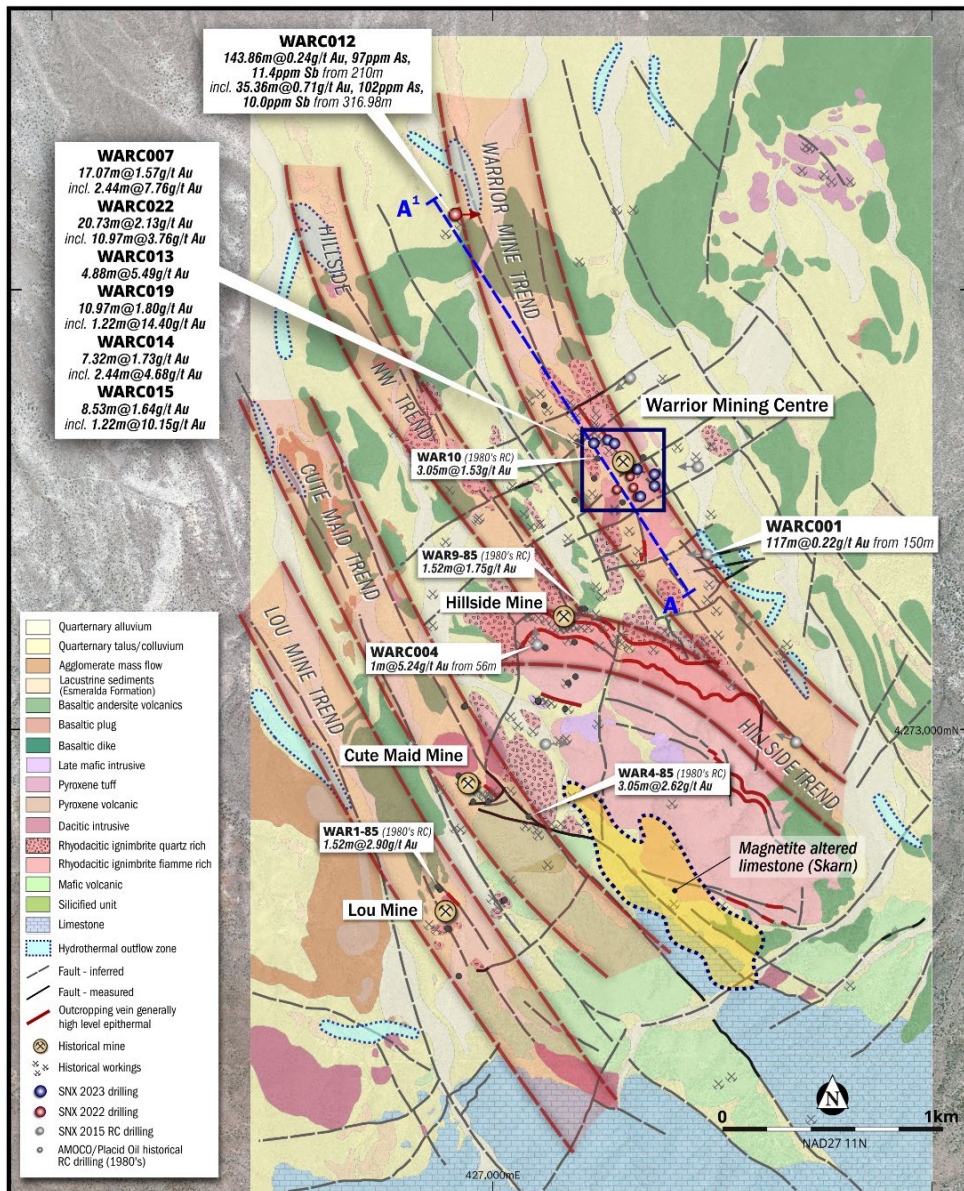 WARC012
143.86m@0.24g/t Au, 97ppm As,
11.4ppm Sb from 210m
incl. 35.36m@0.71g/t Au, 102ppm As,
10.0ppm Sb from 316.98m
WARC007
17.07m@1.57g/t Au
incl. 2.44m@7.76g/t Au
WARC022
20.73m@2.13g/t Au
incl. 10.97m@3.76g/t Au
WARC013
4.88m@5.49g/t Au
WARC019
10.97m@1.80g/t Au
incl. 1.22m@14.40g/t Au
WARC014
7.32m@1.73g/t Au
incl. 2.44m@4.68g/t Au
WARC015
8.53m@1.64g/t Au
incl. 1.22m@10.15g/t Au
WARRIOR MINE TREND
A¹
HILLSIDE
NW TREND
Warrior Mining Centre
WAR10 (1980's RC)
3.05m@1.53g/t Au
CUTE MAID TREND
WARC001
117m@0.22g/t Au from 150m
WAR9-85 (1980's RC)
1.52m@1.75g/t Au
A
Hillside Mine
LOU MINE TREND
WARC004
1m@5.24g/t Au from 56m
HILLSIDE TREND
4,273,000mN
Cute Maid Mine
WAR4-85 (1980's RC)
3.05m@2.62g/t Au
WAR1-85 (1980's RC)
1.52m@2.90g/t Au
Magnetite altered
limestone (Skarn)
Lou Mine
Quaternary alluvium
Quaternary talus/colluvium
Agglomerate mass flow
Lacustrine sediments
(Esmeralda Formation)
Basaltic andesite volcanics
Basaltic plug
Basaltic dike
Late mafic intrusive
Pyroxene tuff
Pyroxene volcanic
Dacitic intrusive
Rhyodacitic ignimbrite quartz rich
Rhyodacitic ignimbrite fiamme rich
Mafic volcanic
Silicified unit
Limestone
Hydrothermal outflow zone
Fault - inferred
Fault - measured
Outcropping vein generally
high level epithermal
Historical mine
Historical workings
SNX 2023 drilling
SNX 2022 drilling
SNX 2015 RC drilling
AMOCO/Placid Oil historical
RC drilling (1980's)
N
0 1km
NAD27 11N
427,000mE